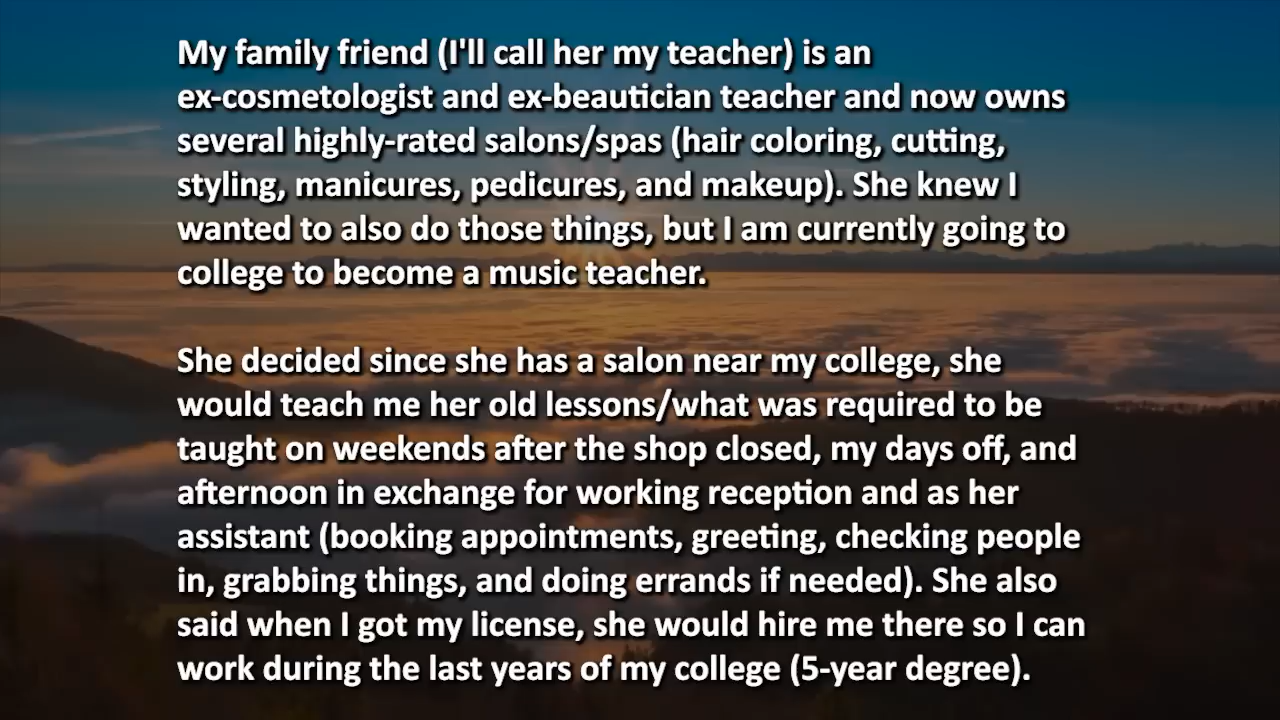 My family friend (I'll call her my teacher) is an
ex-cosmetologist and ex-beautician teacher and now owns
several highly-rated salons/spas (hair coloring, cutting,
styling, manicures, pedicures, and makeup). She knew I
wanted to also do those things, but I am currently going to
college to become a music teacher.
She decided since she has a salon near my college, she
would teach me her old lessons/what was required to be
taught on weekends after the shop closed, my days off, and
afternoon in exchange for working reception and as her
assistant (booking appointments, greeting, checking people
in, grabbing things, and doing errands if needed). She also
said when I got my license, she would hire me there so I can
work during the last years of my college (5-year degree).